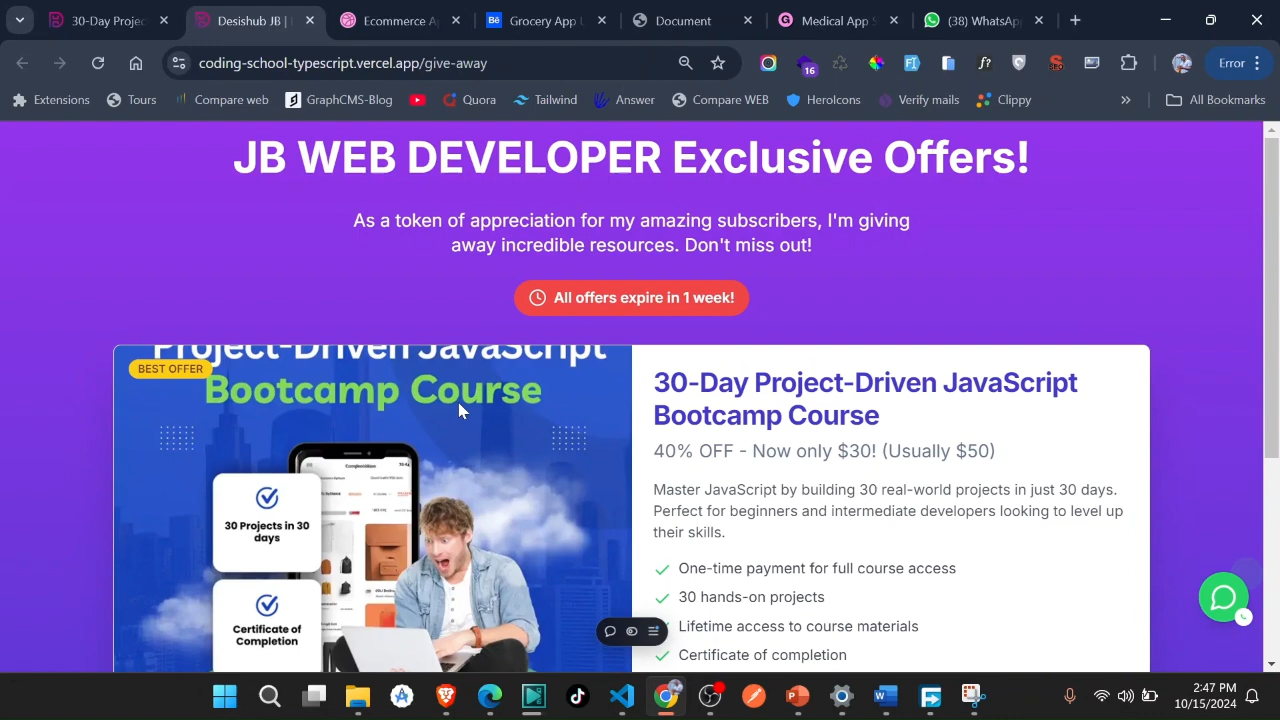 30-Day Projec
Desishub JB |
Ecommerce A
Grocery App
Document
Medical App S
(38) WhatsAp
coding-school-typescript.vercel.app/give-away
16
Error
Extensions
Tours
Compare web
GraphCMS-Blog
Quora
Tailwind
Answer
Compare WEB
HeroIcons
Verify mails
Clippy
All Bookmarks
JB WEB DEVELOPER Exclusive Offers!
As a token of appreciation for my amazing subscribers, I'm giving
away incredible resources. Don't miss out!
All offers expire in 1 week!
Project-Driven JavaScript
BEST OFFER
Bootcamp Course
30 Projects in 30
days
Certificate of
Completion
30-Day Project-Driven JavaScript
Bootcamp Course
40% OFF - Now only $30! (Usually $50)
Master JavaScript by building 30 real-world projects in just 30 days.
Perfect for beginners and intermediate developers looking to level up
their skills.
One-time payment for full course access
30 hands-on projects
Lifetime access to course materials
Certificate of completion
2:47 PM
10/15/2024